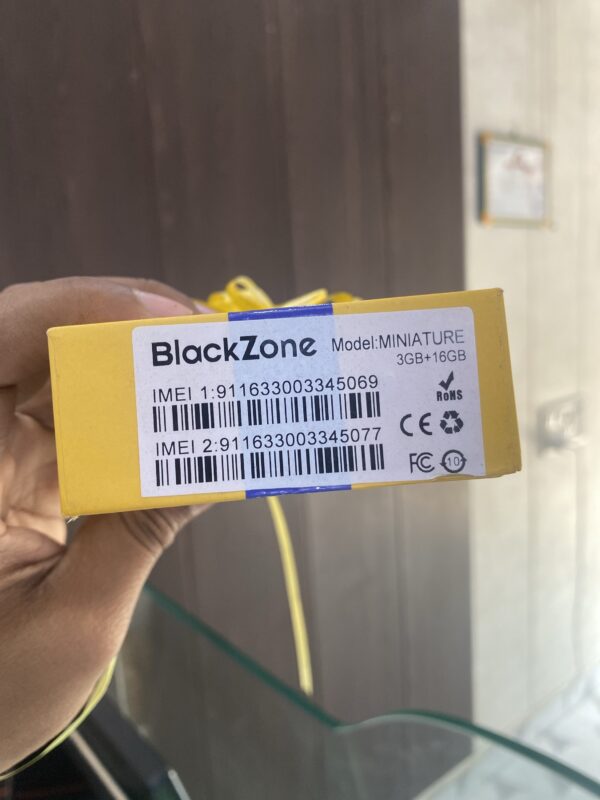 BlackZone
Model:MINIATURE
3GB+16GB
IMEI 1:911633003345069
RoHS
IMEI 2:911633003345077
CE
FC
10